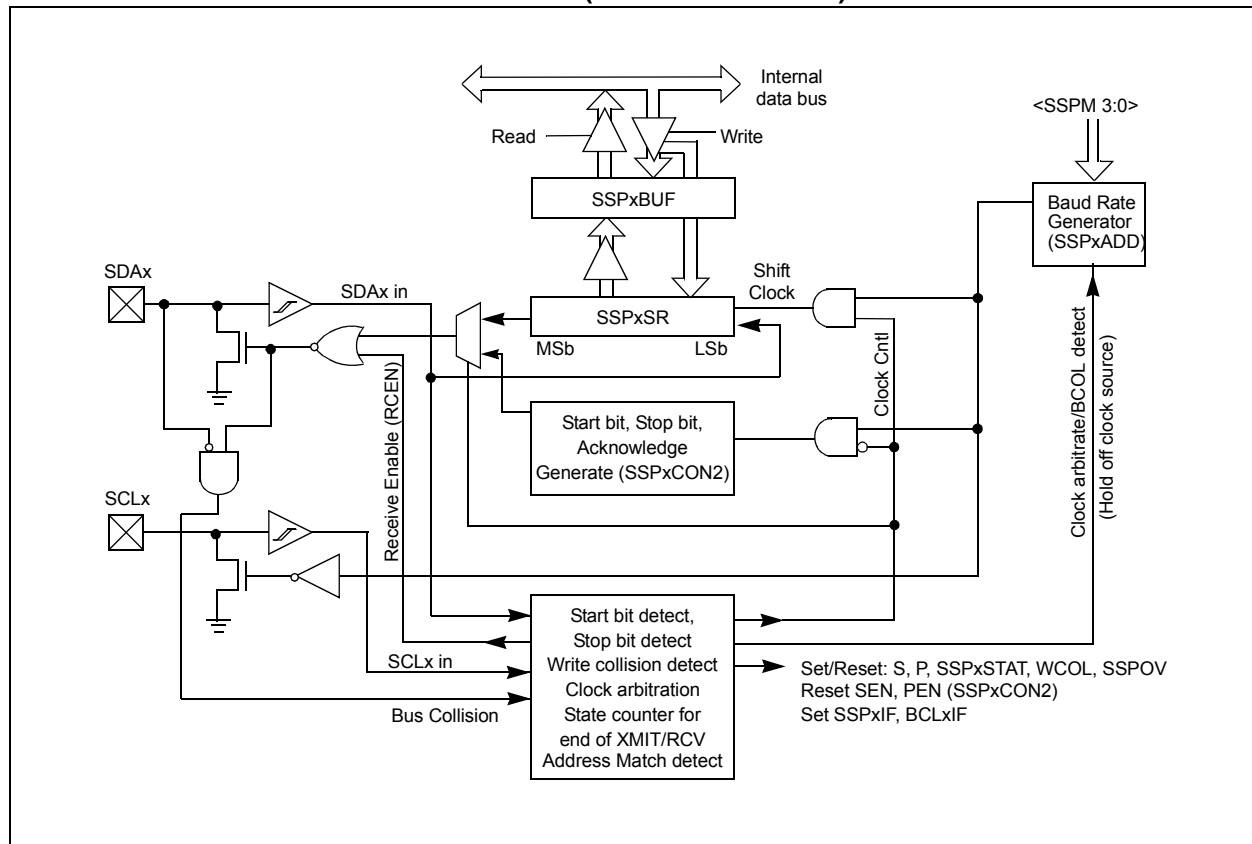 Internal
data bus
<SSPM 3:0>
Read
Write
SSPxBUF
Baud Rate
Generator
(SSPxADD)
SDAx
SDAx in
Shift
Clock
SSPxSR
MSb
LSb
Clock Cntl
Clock arbitrate/BCOL detect
(Hold off clock source)
Receive Enable (RCEN)
Start bit, Stop bit,
Acknowledge
Generate (SSPxCON2)
SCLx
SCLx in
Bus Collision
Start bit detect,
Stop bit detect
Write collision detect
Clock arbitration
State counter for
end of XMIT/RCV
Address Match detect
Set/Reset: S, P, SSPxSTAT, WCOL, SSPOV
Reset SEN, PEN (SSPxCON2)
Set SSPxIF, BCLxIF